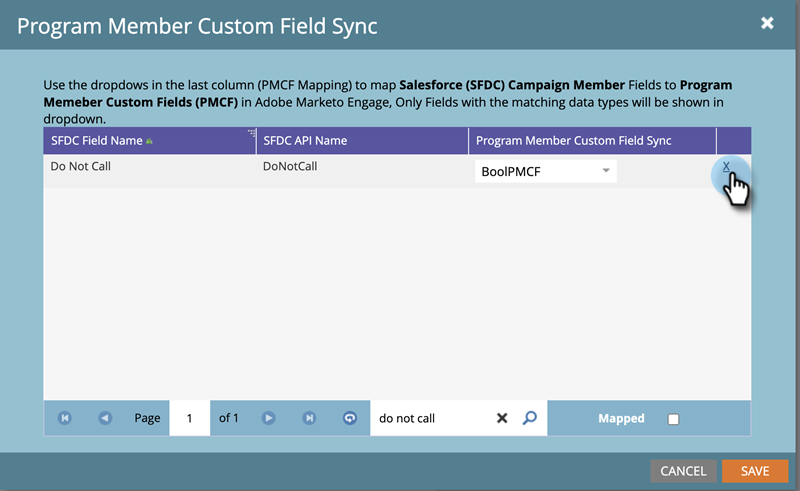 Program Member Custom Field Sync
Use the dropdowns in the last column (PMCF Mapping) to map Salesforce (SFDC) Campaign Member Fields to Program
Memeber Custom Fields (PMCF) in Adobe Marketo Engage, Only Fields with the matching data types will be shown in
dropdown.
SFDC Field Name SFDC API Name Program Member Custom Field Sync
Do Not Call DoNotCall BoolPMCF X
Page 1 of 1 do not call Mapped
CANCEL SAVE